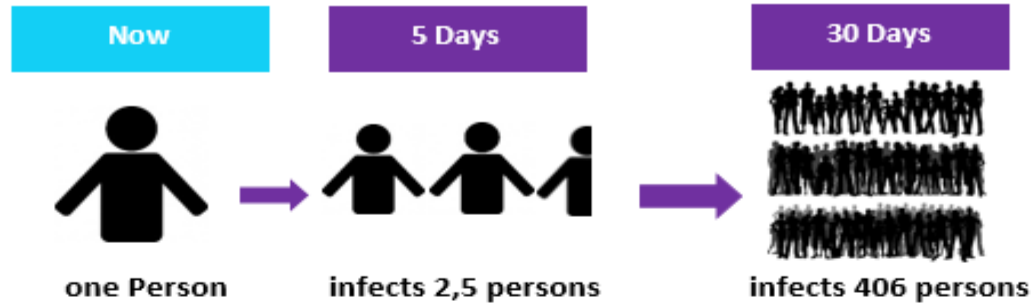 Now
5 Days
30 Days
one Person
infects 2,5 persons
infects 406 persons